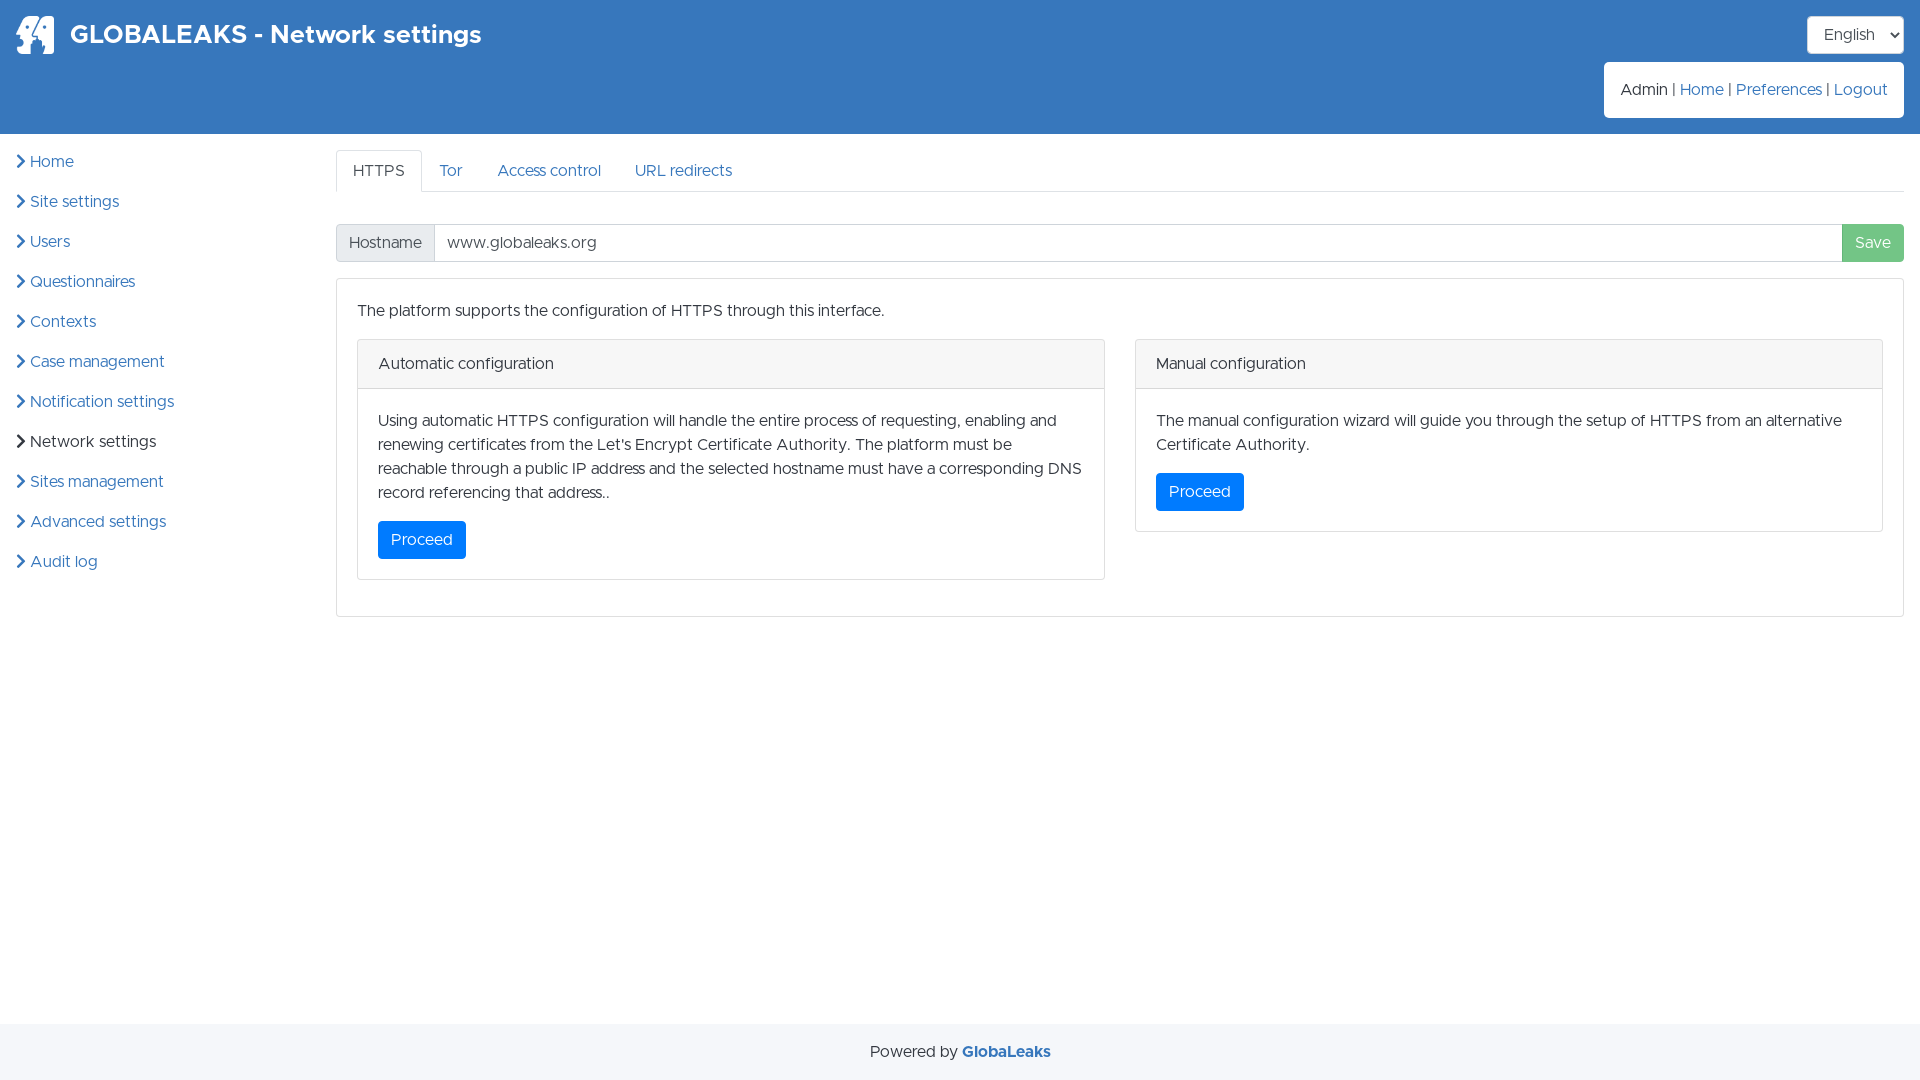 GLOBALEAKS - Network settings
English
Admin | Home | Preferences | Logout
Home
Site settings
Users
Questionnaires
Contexts
Case management
Notification settings
Network settings
Sites management
Advanced settings
Audit log
HTTPS Tor Access control URL redirects
Hostname www.globaleaks.org Save
The platform supports the configuration of HTTPS through this interface.
Automatic configuration
Using automatic HTTPS configuration will handle the entire process of requesting, enabling and
renewing certificates from the Let's Encrypt Certificate Authority. The platform must be
reachable through a public IP address and the selected hostname must have a corresponding DNS
record referencing that address..
Proceed
Manual configuration
The manual configuration wizard will guide you through the setup of HTTPS from an alternative
Certificate Authority.
Proceed
Powered by GlobaLeaks